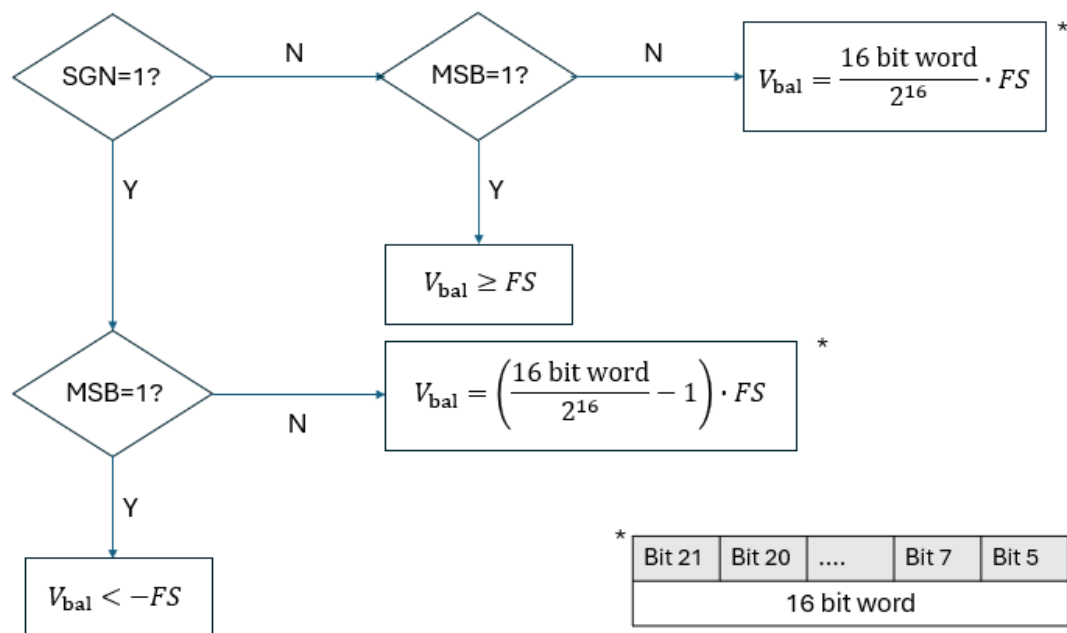 SGN=1?
N
MSB=1?
N
V_bal = 16 bit word / 2^16 · FS
*
Y
Y
V_bal ≥ FS
MSB=1?
N
V_bal = (16 bit word / 2^16 − 1) · FS
*
Y
V_bal < −FS
*
Bit 21 Bit 20 .... Bit 7 Bit 5
16 bit word